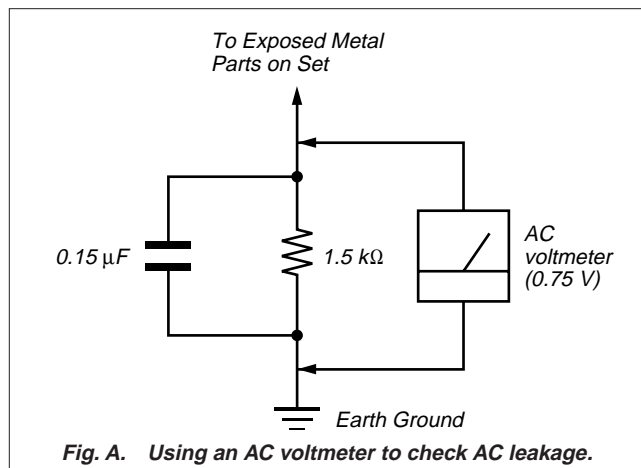 To Exposed Metal
Parts on Set
0.15 μF
1.5 kΩ
AC
voltmeter
(0.75 V)
Earth Ground
Fig. A. Using an AC voltmeter to check AC leakage.